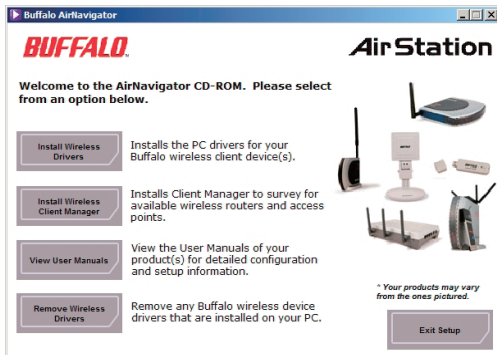 Buffalo AirNavigator
BUFFALO
AirStation
Welcome to the AirNavigator CD-ROM. Please select
from an option below.
Install Wireless
Drivers
Installs the PC drivers for your
Buffalo wireless client device(s).
Install Wireless
Client Manager
Installs Client Manager to survey for
available wireless routers and access
points.
View User Manuals
View the User Manuals of your
product(s) for detailed configuration
and setup information.
Remove Wireless
Drivers
Remove any Buffalo wireless device
drivers that are installed on your PC.
* Your products may vary
from the ones pictured.
Exit Setup